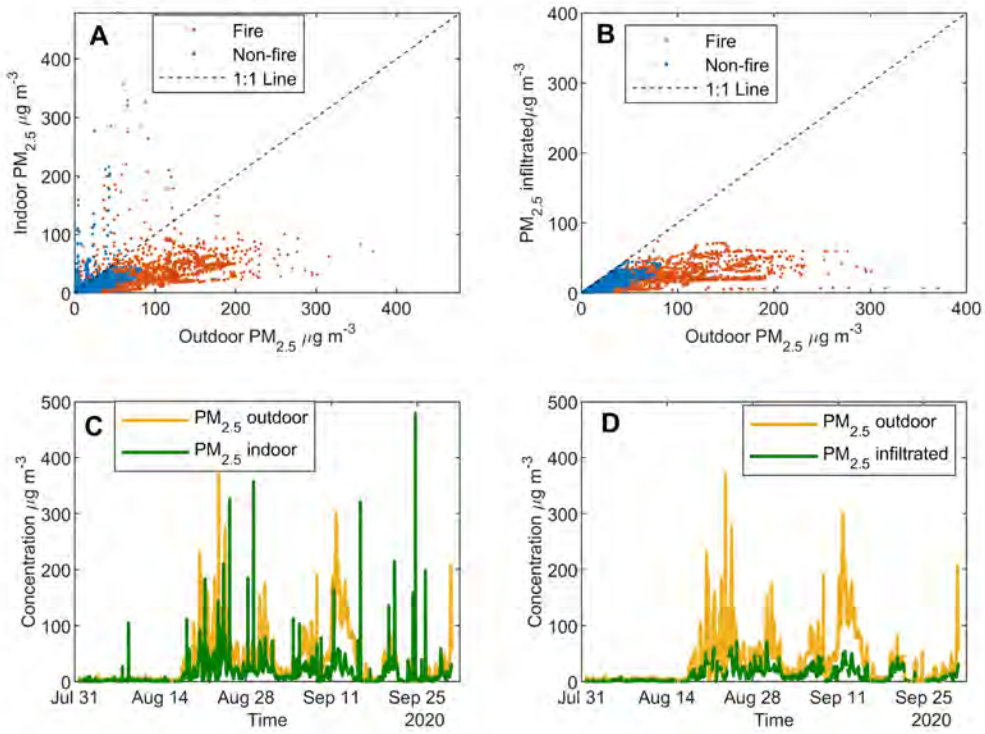 A
Fire
Non-fire
1:1 Line
400
300
200
100
0
0 100 200 300 400
Indoor PM2.5 μg m-3
Outdoor PM2.5 μg m-3
B
Fire
Non-fire
1:1 Line
400
300
200
100
0
0 100 200 300 400
PM2.5 infiltratedμg m-3
Outdoor PM2.5 μg m-3
C
PM2.5 outdoor
PM2.5 indoor
500
400
300
200
100
0
Jul 31 Aug 14 Aug 28 Sep 11 Sep 25
Concentration μg m-3
Time
2020
D
PM2.5 outdoor
PM2.5 infiltrated
500
400
300
200
100
0
Jul 31 Aug 14 Aug 28 Sep 11 Sep 25
Concentration μg m-3
Time
2020